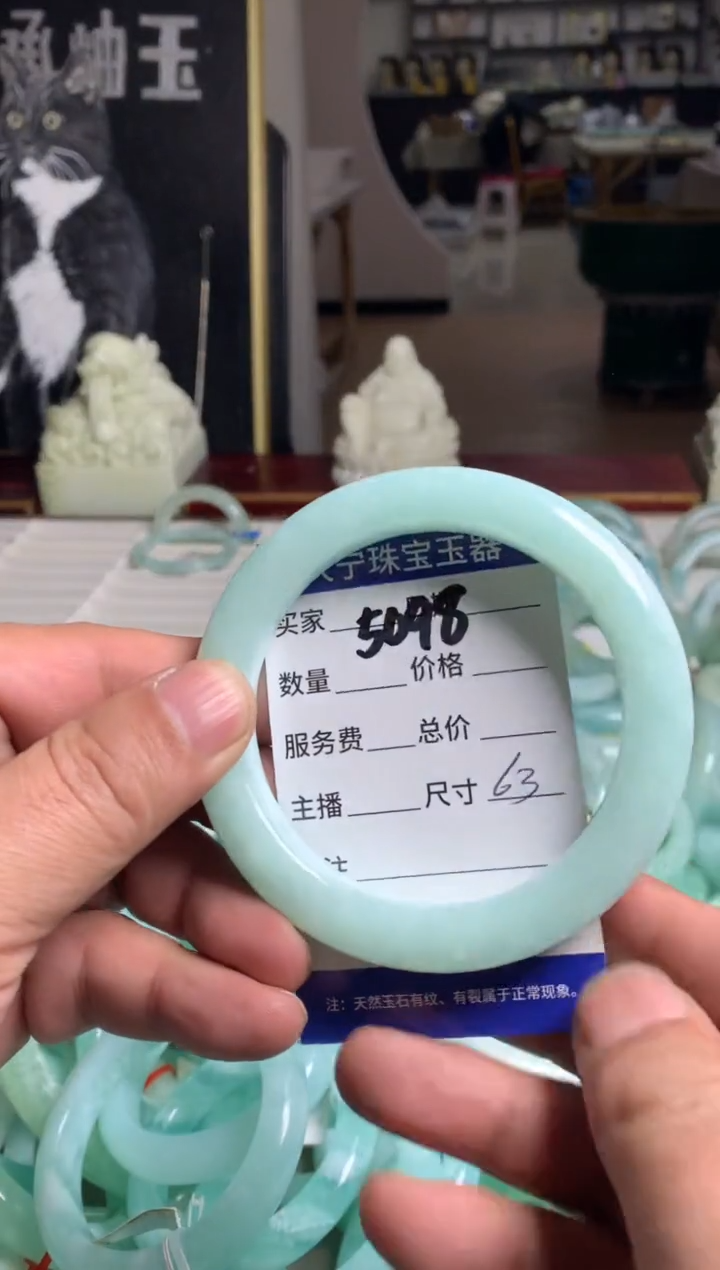 岫玉
宁珠宝玉器
买家 5098
数量 价格
服务费 总价
主播 尺寸 63
注：天然玉石有纹、有裂属于正常现象。